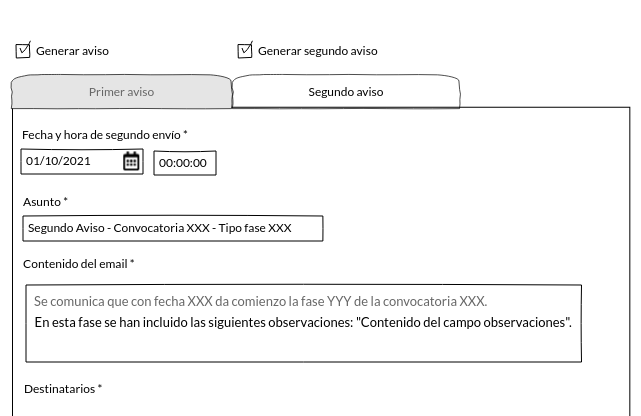 Generar aviso
Generar segundo aviso
Primer aviso
Segundo aviso
Fecha y hora de segundo envío *
01/10/2021
00:00:00
Asunto *
Segundo Aviso - Convocatoria XXX - Tipo fase XXX
Contenido del email *
Se comunica que con fecha XXX da comienzo la fase YYY de la convocatoria XXX.
En esta fase se han incluido las siguientes observaciones: "Contenido del campo observaciones".
Destinatarios *